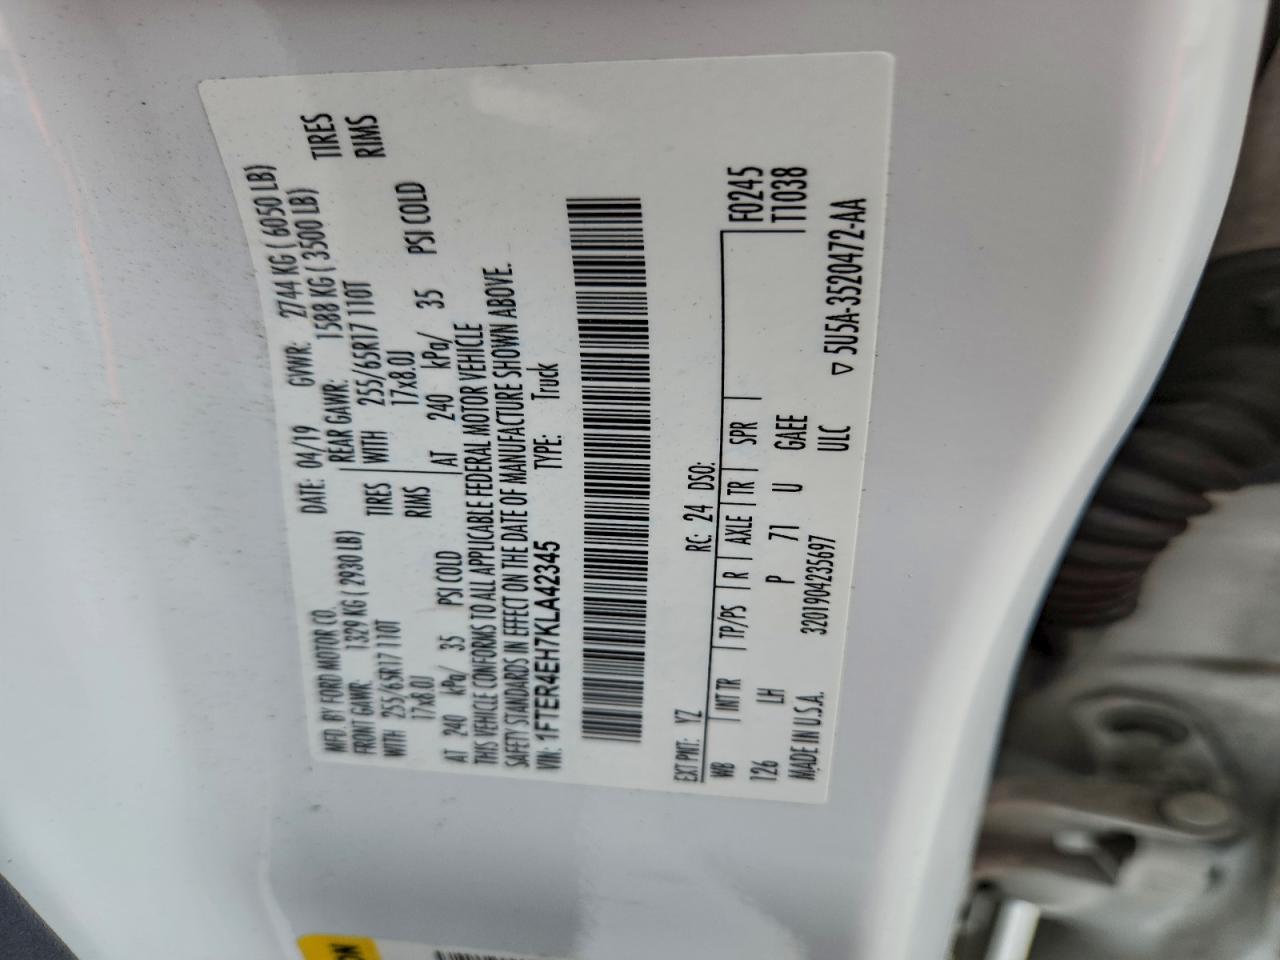 MFD. BY FORD MOTOR CO.
DATE: 04/19 GVWR: 2744 KG ( 6050 LB)
FRONT GAWR: 1329 KG ( 2930 LB)
REAR GAWR: 1588 KG ( 3500 LB)
WITH 255/65R17 110T TIRES
WITH 255/65R17 110T TIRES
17x8.0J RIMS
17x8.0J RIMS
AT 240 kPa/ 35 PSI COLD
AT 240 kPa/ 35 PSI COLD
THIS VEHICLE CONFORMS TO ALL APPLICABLE FEDERAL MOTOR VEHICLE
SAFETY STANDARDS IN EFFECT ON THE DATE OF MANUFACTURE SHOWN ABOVE.
VIN: 1FTER4EH7KLA42345 TYPE: Truck
EXT PNT: YZ RC: 24 DSO: F0245
WB INT TR TP/PS R AXLE TR SPR T1038
126 LH P 71 U GAEE
MADE IN U.S.A. 3201904235697 ULC ▽ 5U5A-3520472-AA